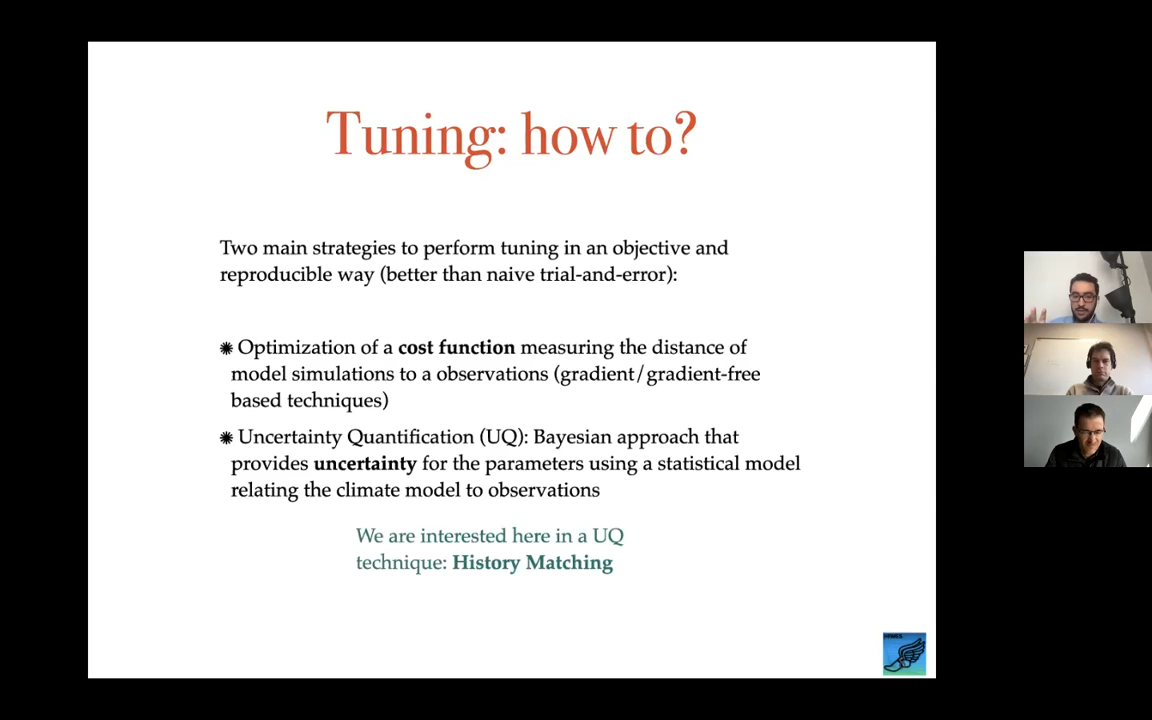 Tuning: how to?
Two main strategies to perform tuning in an objective and
reproducible way (better than naive trial-and-error):
✹ Optimization of a cost function measuring the distance of
model simulations to a observations (gradient/gradient-free
based techniques)
✹ Uncertainty Quantification (UQ): Bayesian approach that
provides uncertainty for the parameters using a statistical model
relating the climate model to observations
We are interested here in a UQ
technique: History Matching